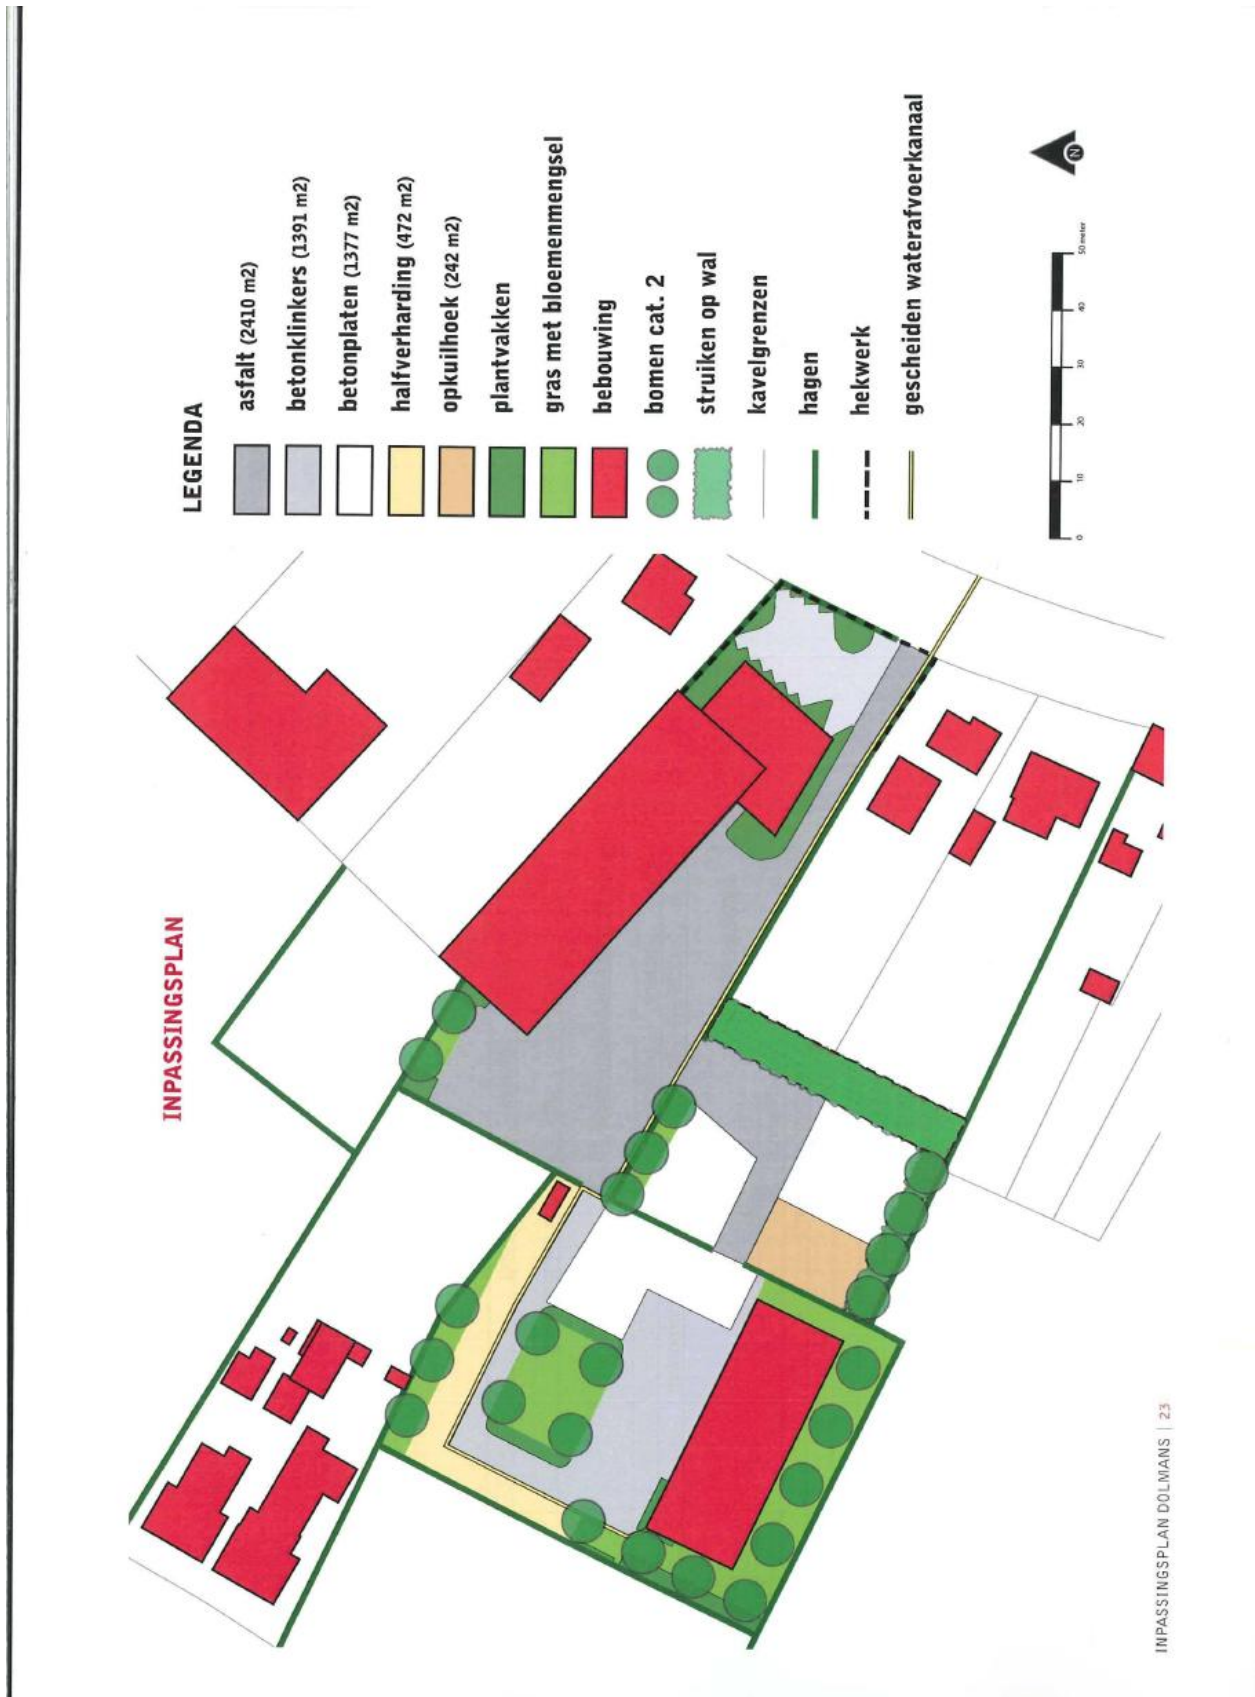 INPASSINGSPLAN
LEGENDA
asfalt (2410 m2)
betonklinkers (1391 m2)
betonplaten (1377 m2)
halfverharding (472 m2)
opkuilhoek (242 m2)
plantvakken
gras met bloemenmengsel
bebouwing
bomen cat. 2
struiken op wal
kavelgrenzen
hagen
hekwerk
gescheiden waterafvoerkanaal
0 10 20 30 40 50 meter
N
INPASSINGSPLAN DOLMANS | 23